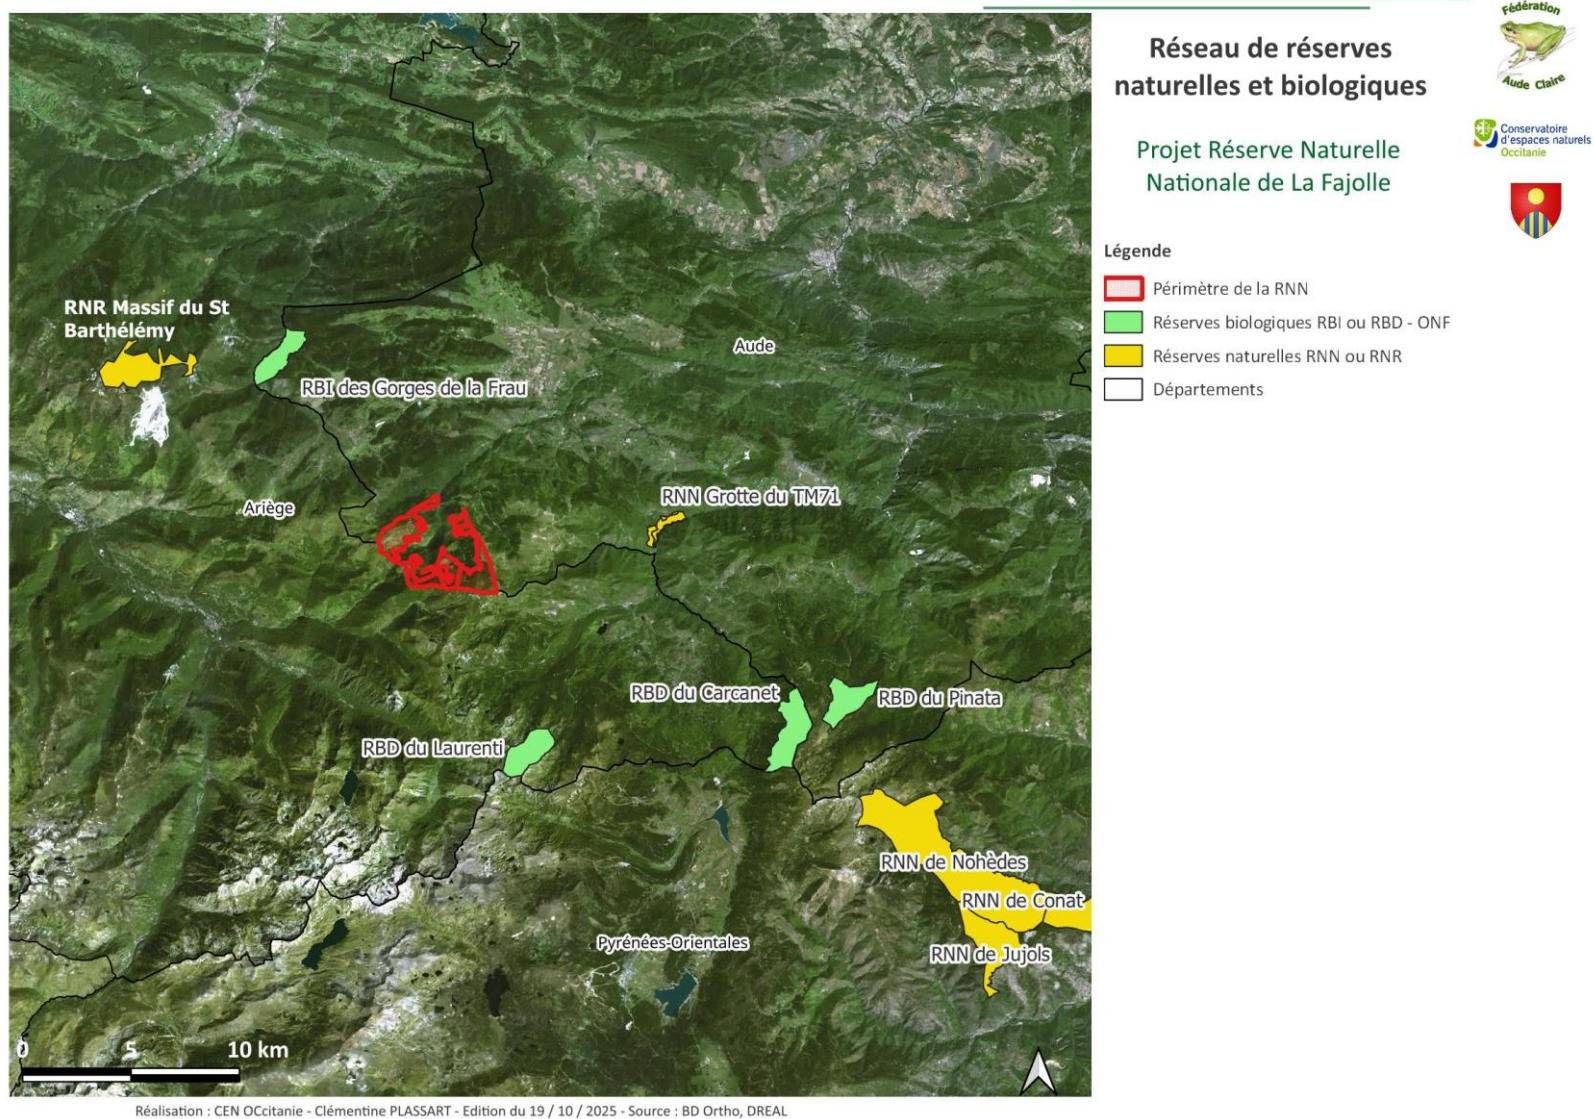 Réseau de réserves
naturelles et biologiques
Projet Réserve Naturelle
Nationale de La Fajolle
Fédération
Aude Claire
Conservatoire
d'espaces naturels
Occitanie
Légende
Périmètre de la RNN
Réserves biologiques RBI ou RBD - ONF
Réserves naturelles RNN ou RNR
Départements
RNR Massif du St
Barthélémy
RBI des Gorges de la Frau
Aude
Ariège
RNN Grotte du TM71
RBD du Carcanet
RBD du Pinata
RBD du Laurenti
RNN de Nohèdes
RNN de Conat
Pyrénées-Orientales
RNN de Jujols
0 5 10 km
Réalisation : CEN OCcitanie - Clémentine PLASSART - Edition du 19 / 10 / 2025 - Source : BD Ortho, DREAL